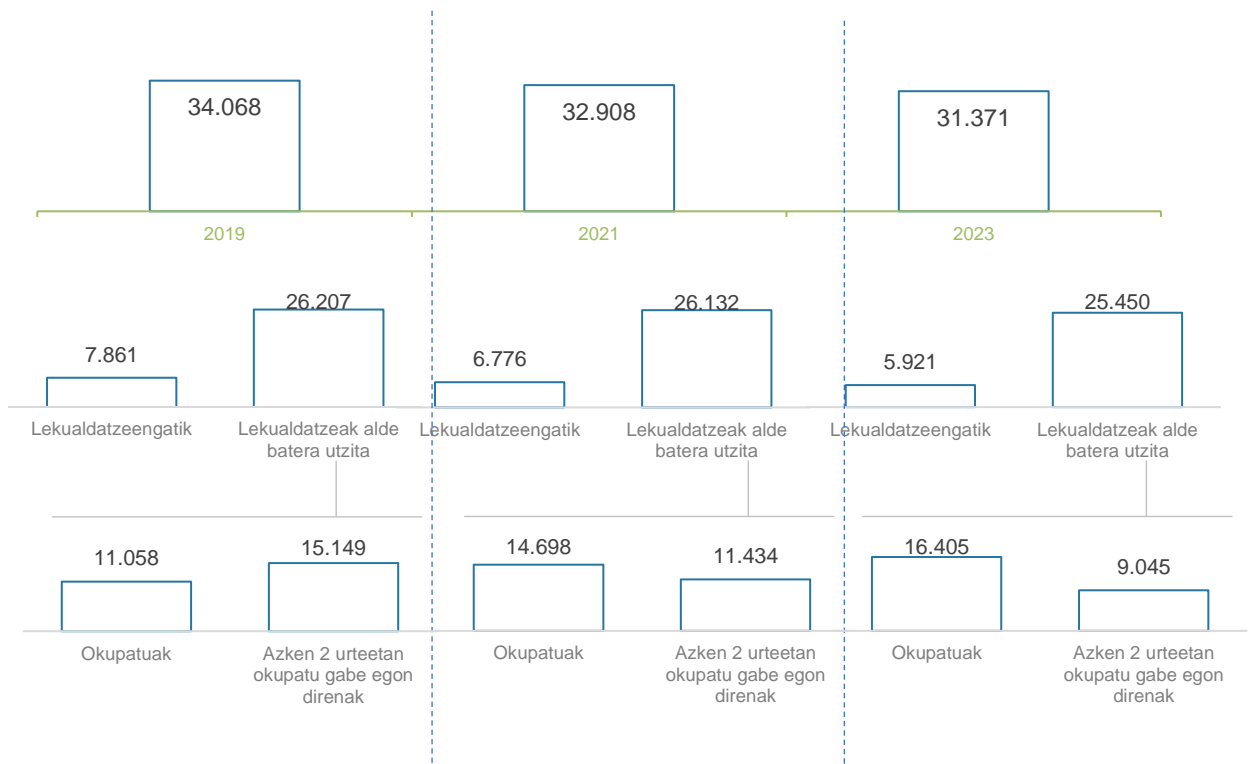 34.068
32.908
31.371
2019
2021
2023
7.861
26.207
6.776
26.132
5.921
25.450
Lekualdatzeengatik
Lekualdatzeak alde
batera utzita
Lekualdatzeengatik
Lekualdatzeak alde
batera utzita
Lekualdatzeengatik
Lekualdatzeak alde
batera utzita
11.058
15.149
14.698
11.434
16.405
9.045
Okupatuak
Azken 2 urteetan
okupatu gabe egon
direnak
Okupatuak
Azken 2 urteetan
okupatu gabe egon
direnak
Okupatuak
Azken 2 urteetan
okupatu gabe egon
direnak